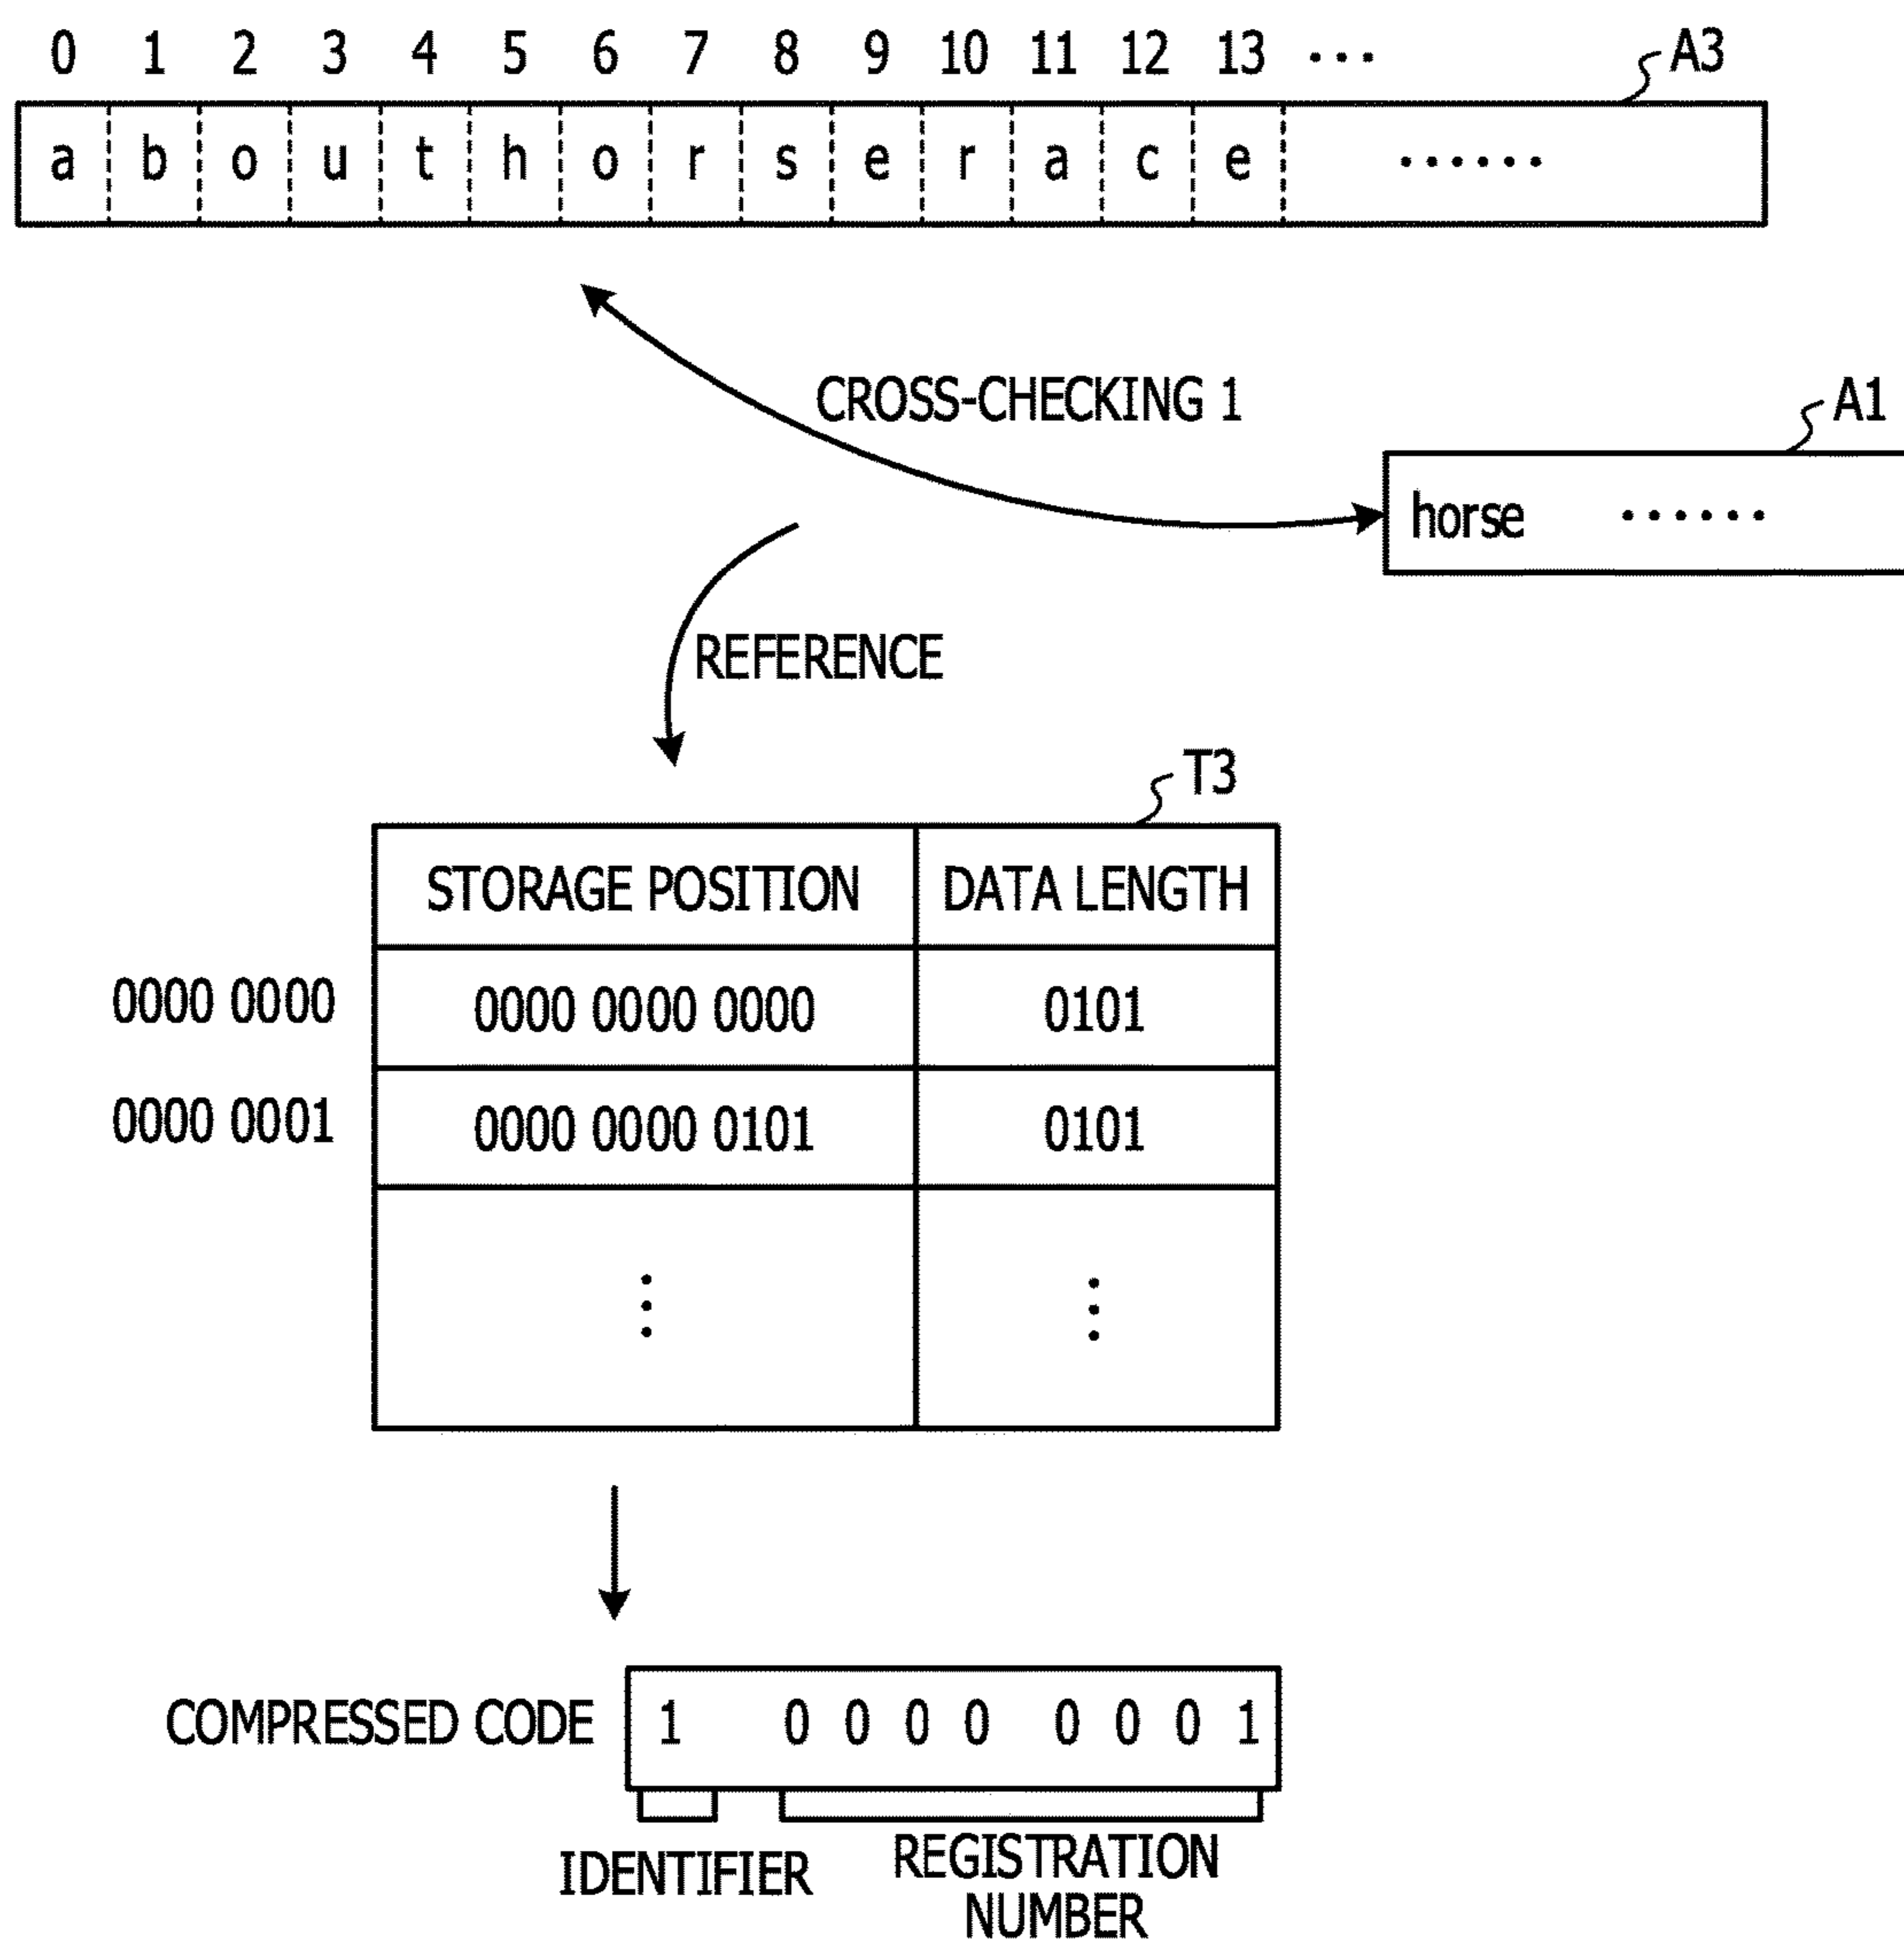 0 1 2 3 4 5 6 7 8 9 10 11 12 13 ··· A3
a b o u t h o r s e r a c e ······
CROSS-CHECKING 1
A1
horse ······
REFERENCE
T3
STORAGE POSITION DATA LENGTH
0000 0000 0000 0000 0000 0101
0000 0001 0000 0000 0101 0101
COMPRESSED CODE 1 0 0 0 0 0 0 0 1
IDENTIFIER
REGISTRATION
NUMBER